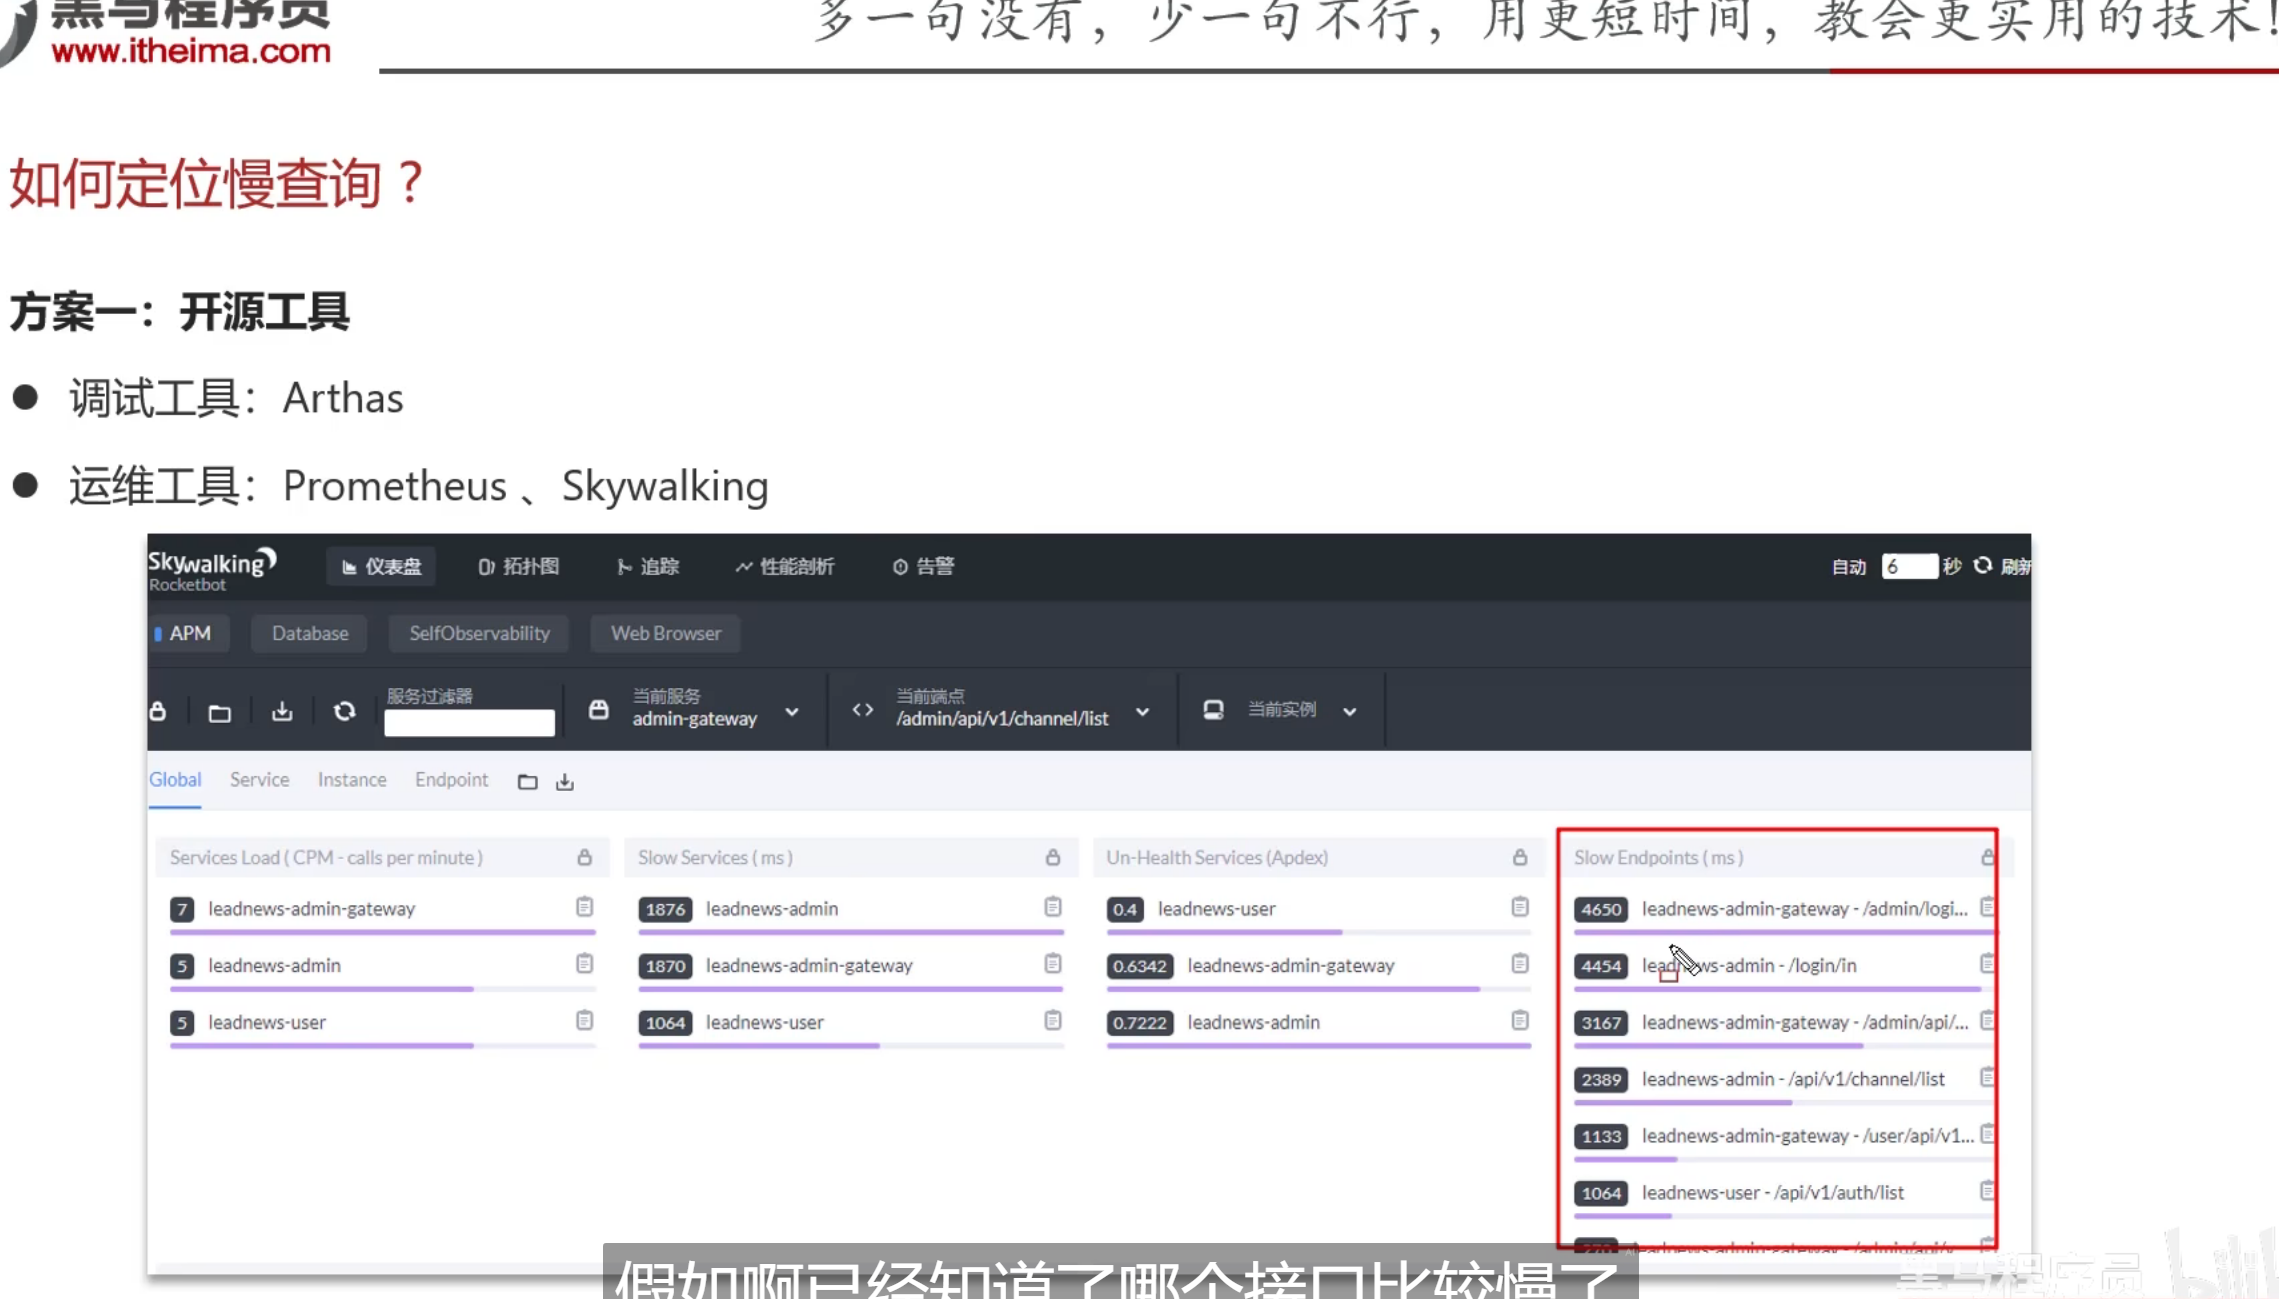 黑马程序员
www.itheima.com
多一句没有，少一句不行，用更短时间，教会更实用的技术!
如何定位慢查询？
方案一：开源工具
● 调试工具：Arthas
● 运维工具：Prometheus 、Skywalking
Skywalking
Rocketbot
仪表盘
拓扑图
追踪
性能剖析
告警
自动 6 秒 刷新
APM
Database
SelfObservability
Web Browser
服务过滤器
当前服务
admin-gateway
当前端点
/admin/api/v1/channel/list
当前实例
Global Service Instance Endpoint
Services Load ( CPM - calls per minute )
7 leadnews-admin-gateway
5 leadnews-admin
5 leadnews-user
Slow Services ( ms )
1876 leadnews-admin
1870 leadnews-admin-gateway
1064 leadnews-user
Un-Health Services (Apdex)
0.4 leadnews-user
0.6342 leadnews-admin-gateway
0.7222 leadnews-admin
Slow Endpoints ( ms )
4650 leadnews-admin-gateway - /admin/logi...
4454 leadnews-admin - /login/in
3167 leadnews-admin-gateway - /admin/api/...
2389 leadnews-admin - /api/v1/channel/list
1133 leadnews-admin-gateway - /user/api/v1...
1064 leadnews-user - /api/v1/auth/list
假如啊已经知道了哪个接口比较慢了
黑马程序员